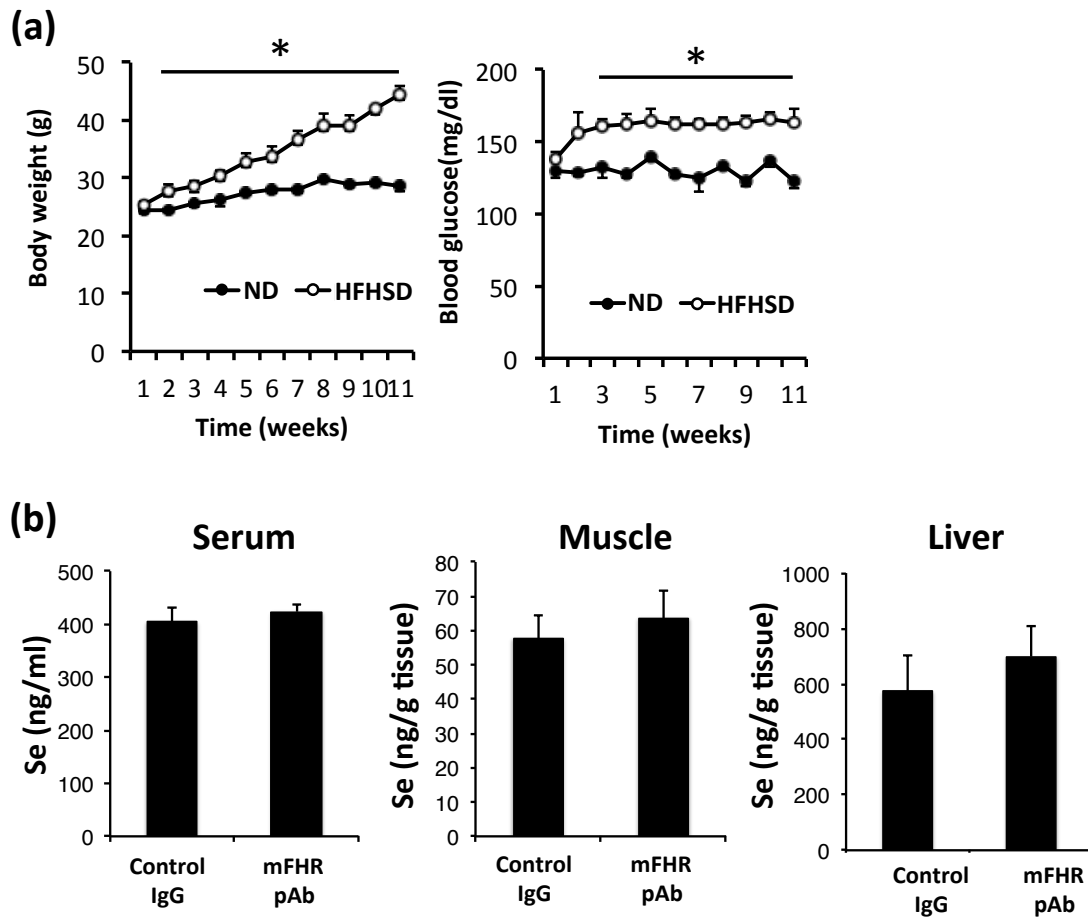 (a)
*
50
40
30
20
10
0
Body weight (g)
ND HFHSD
1 2 3 4 5 6 7 8 9 10 11
Time (weeks)
*
200
150
100
50
0
Blood glucose(mg/dl)
ND HFHSD
1 3 5 7 9 11
Time (weeks)
(b)
Serum
500
400
300
200
100
0
Se (ng/ml)
Control
IgG
mFHR
pAb
Muscle
80
70
60
50
40
30
20
10
0
Se (ng/g tissue)
Control
IgG
mFHR
pAb
Liver
1000
800
600
400
200
0
Se (ng/g tissue)
Control
IgG
mFHR
pAb